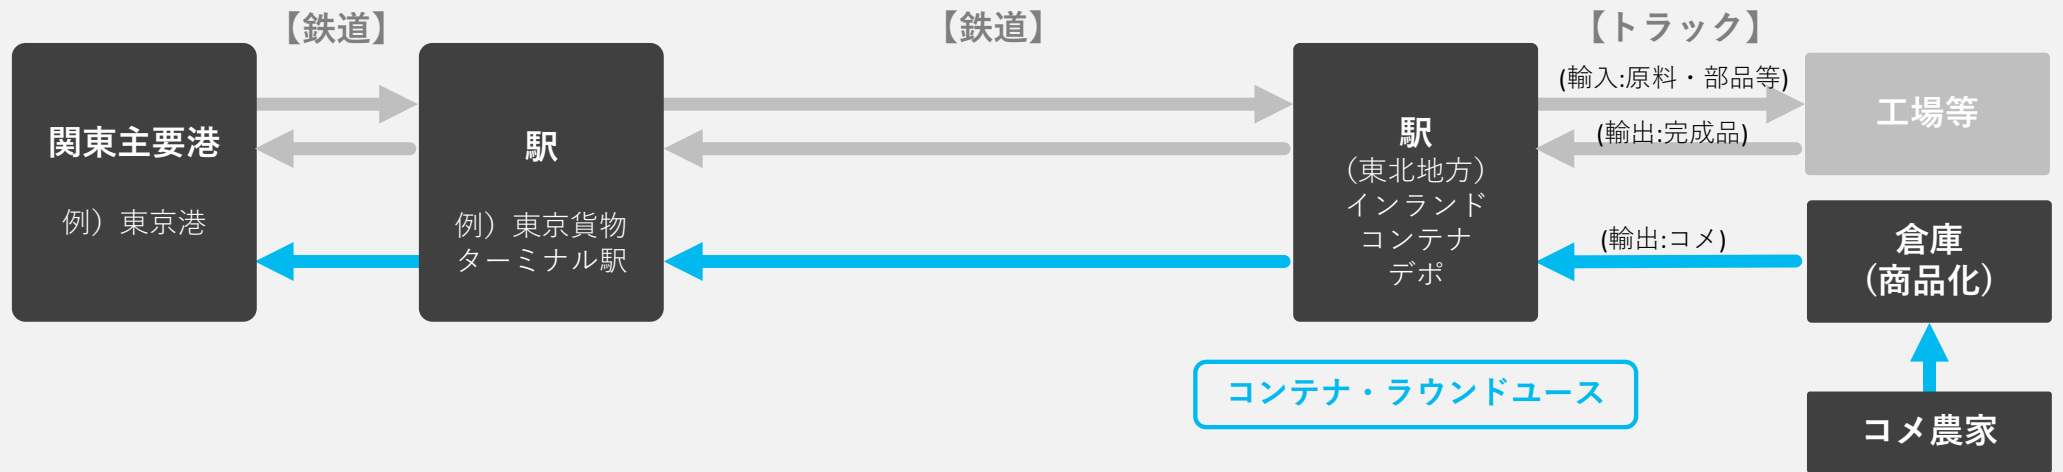 【鉄道】
【鉄道】
【トラック】
関東主要港
例）東京港
駅
例）東京貨物
ターミナル駅
駅
（東北地方）
インランド
コンテナ
デポ
(輸入:原料・部品等)
(輸出:完成品)
(輸出:コメ)
工場等
倉庫
（商品化）
コンテナ・ラウンドユース
コメ農家